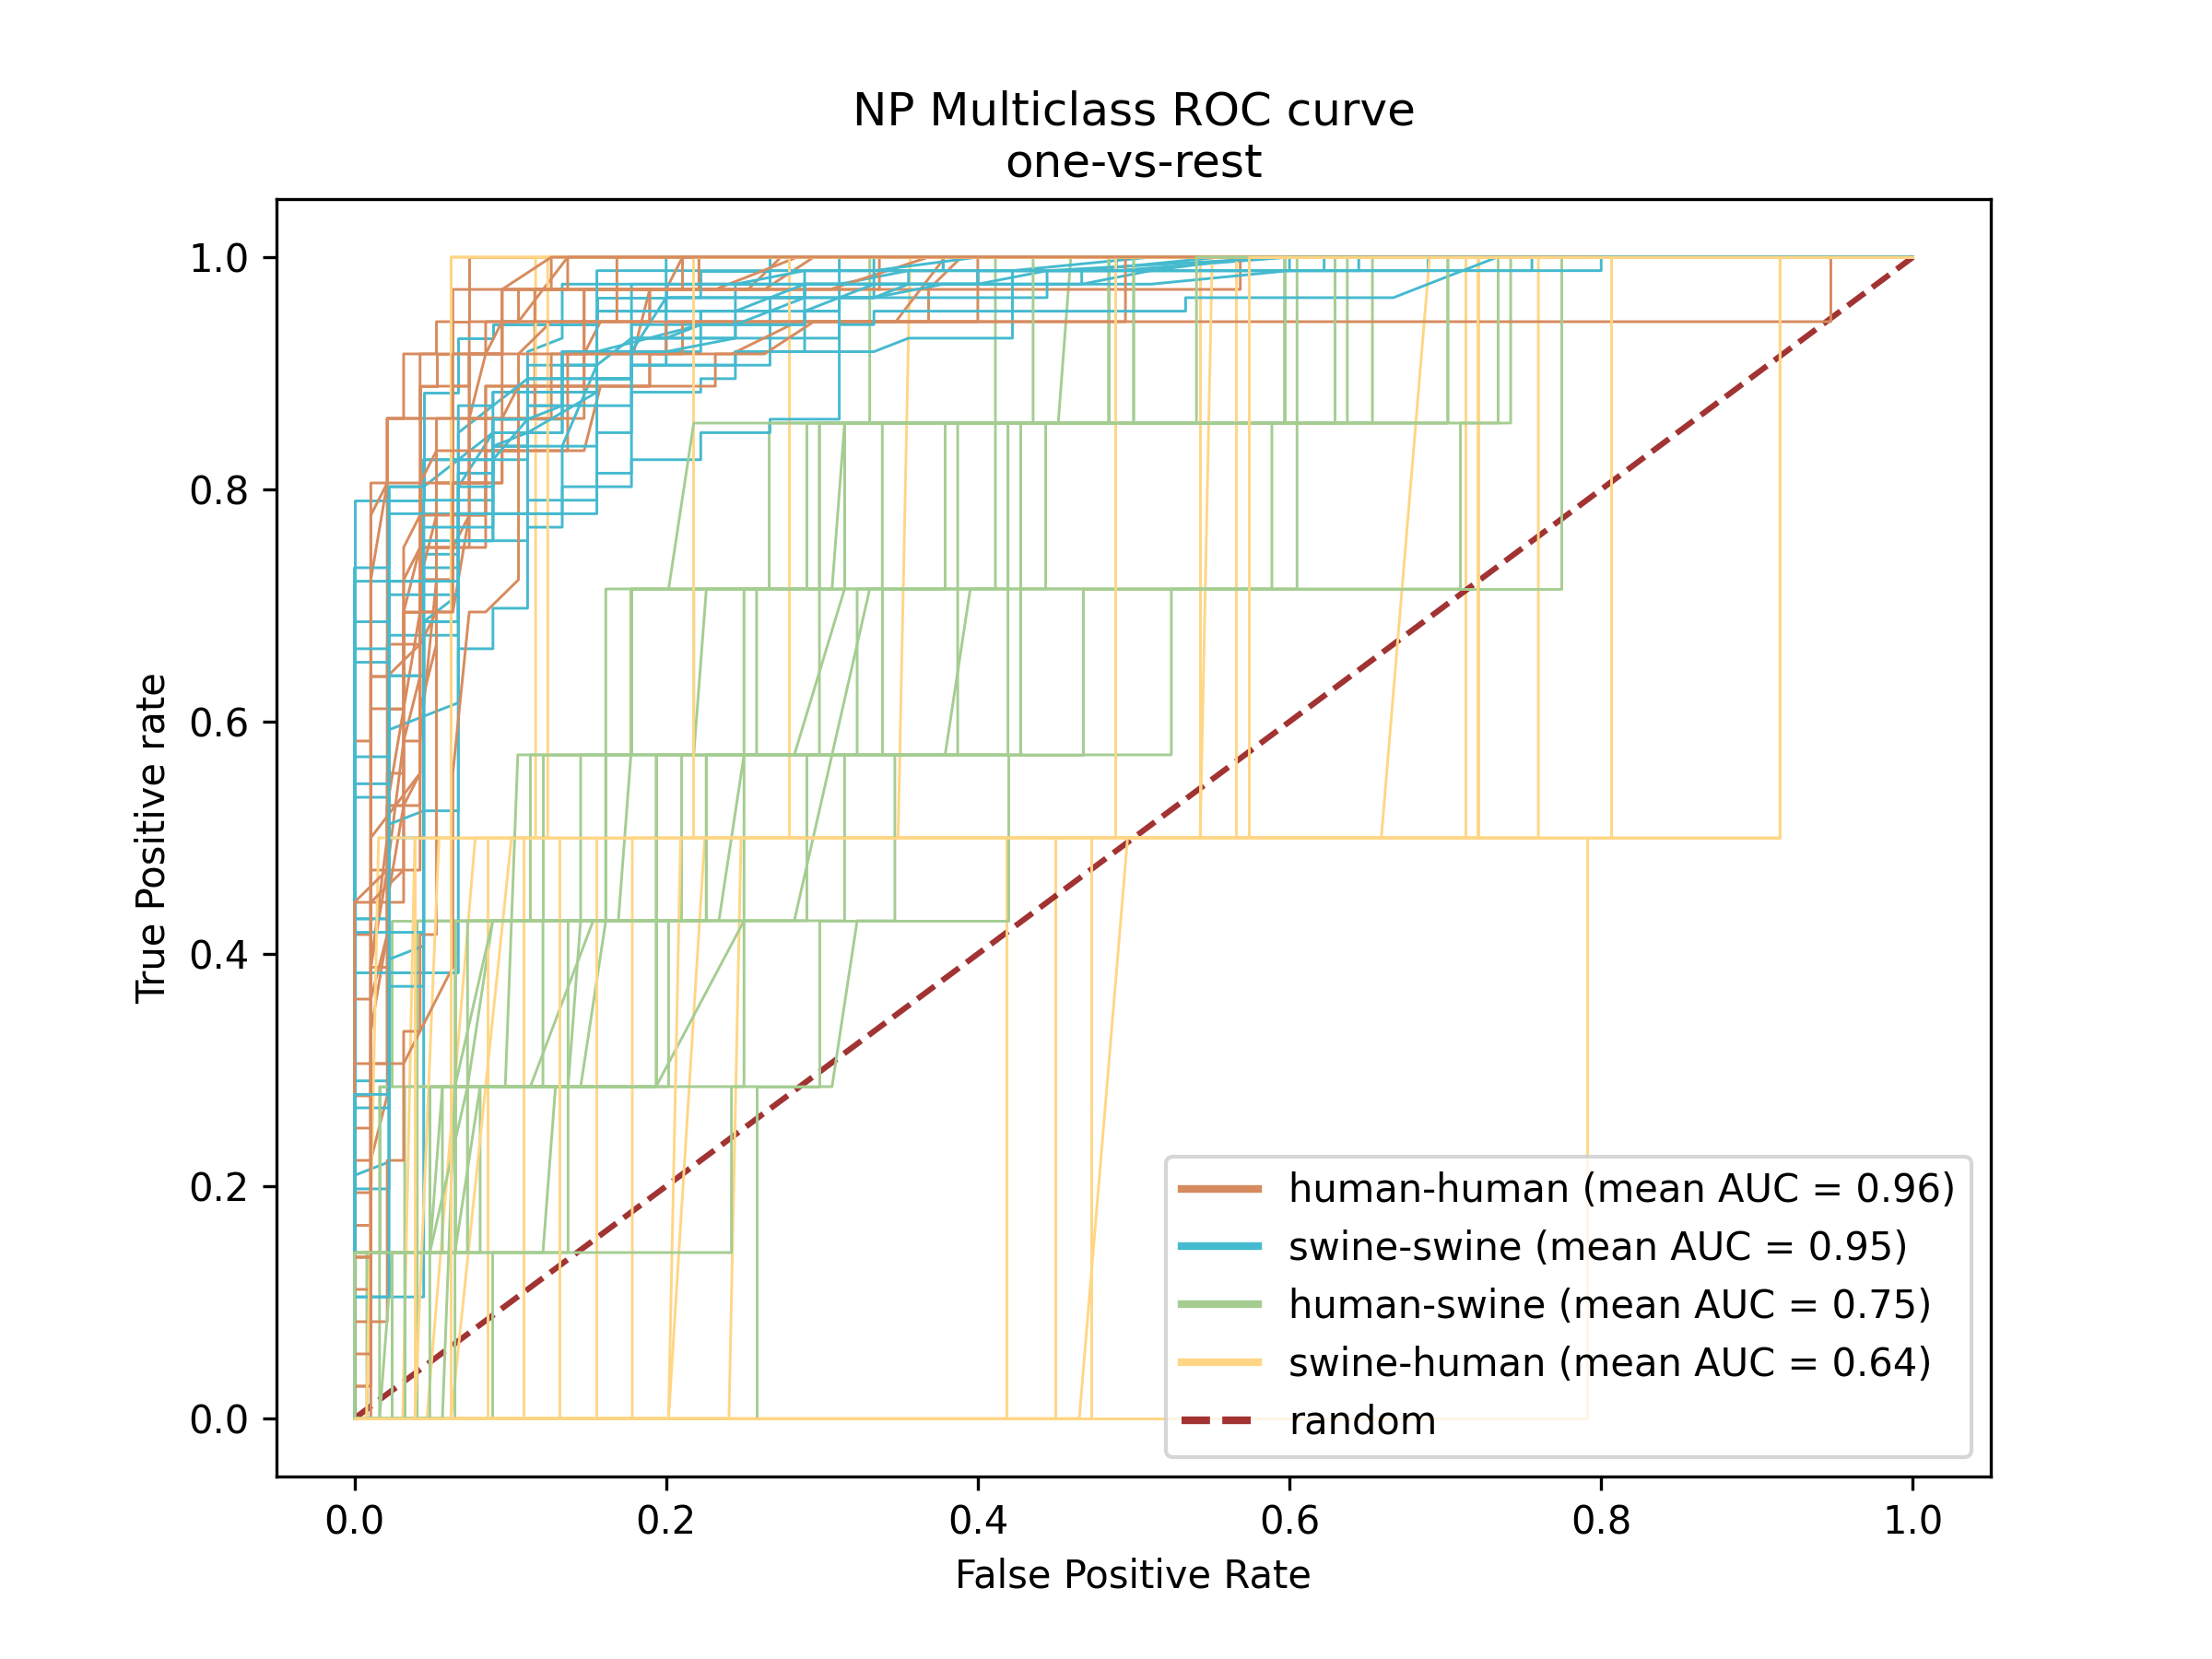 NP Multiclass ROC curve
one-vs-rest
True Positive rate
1.0
0.8
0.6
0.4
0.2
0.0
0.0 0.2 0.4 0.6 0.8 1.0
False Positive Rate
human-human (mean AUC = 0.96)
swine-swine (mean AUC = 0.95)
human-swine (mean AUC = 0.75)
swine-human (mean AUC = 0.64)
random